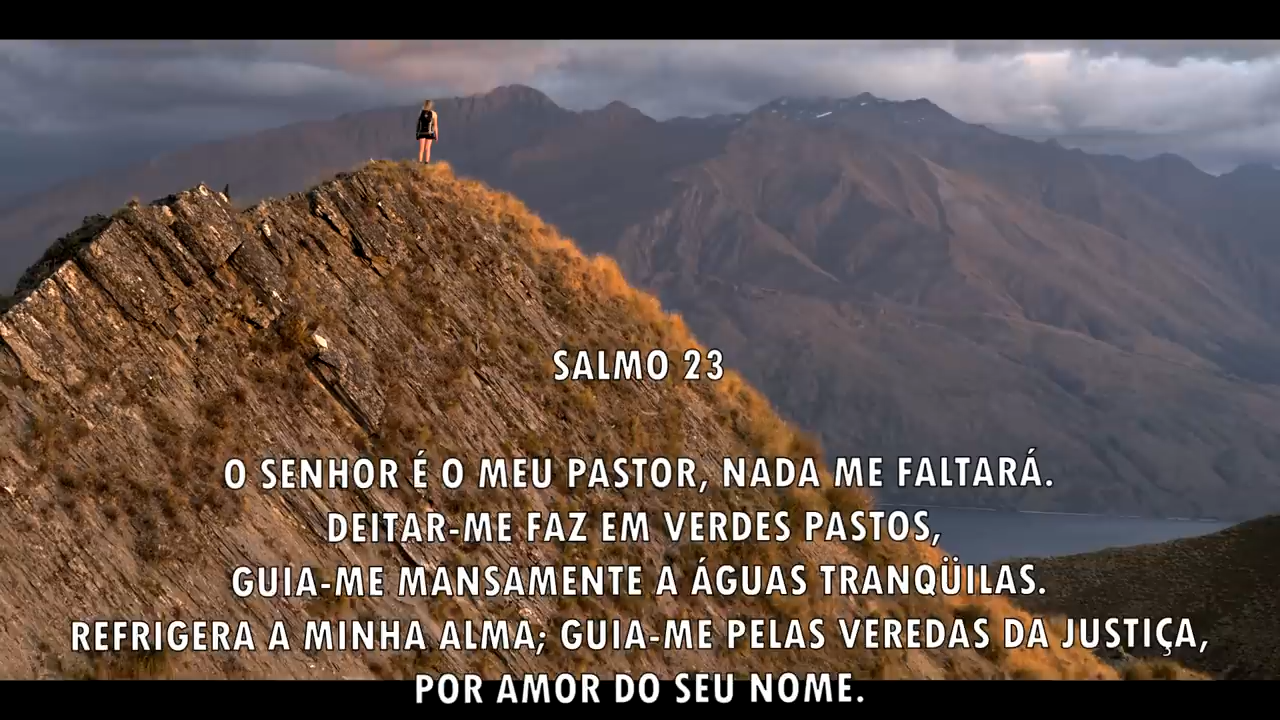 SALMO 23
O SENHOR É O MEU PASTOR, NADA ME FALTARÁ.
DEITAR-ME FAZ EM VERDES PASTOS,
GUIA-ME MANSAMENTE A ÁGUAS TRANQÜILAS.
REFRIGERA A MINHA ALMA; GUIA-ME PELAS VEREDAS DA JUSTIÇA,
POR AMOR DO SEU NOME.